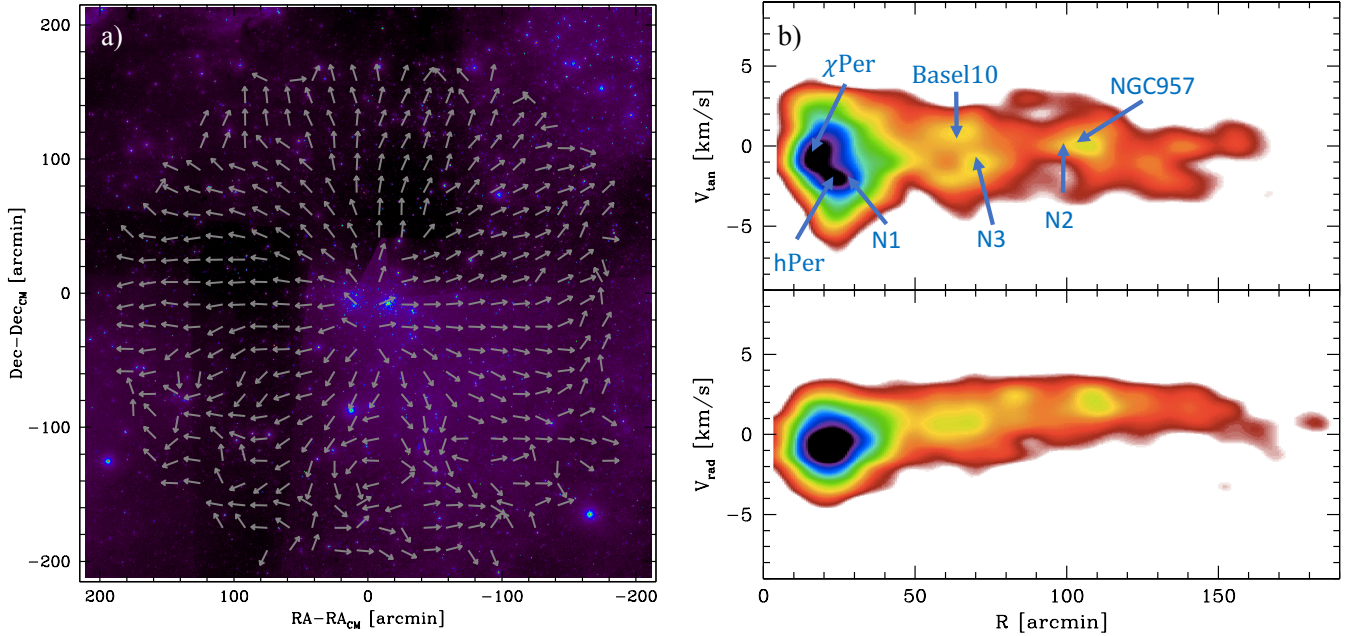 a)
200
100
0
−100
−200
Dec−Dec_CM [arcmin]
200 100 0 −100 −200
RA−RA_CM [arcmin]
b)
χPer
Basel10
NGC957
5
0
−5
V_tan [km/s]
N1
N3
N2
hPer
5
0
−5
V_rad [km/s]
0 50 100 150
R [arcmin]